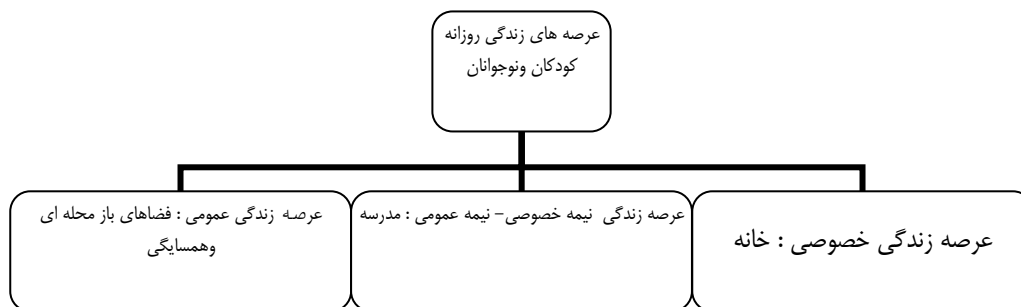 عرصه های زندگی روزانه
کودکان ونوجوانان
عرصه زندگی خصوصی : خانه
عرصه زندگی نیمه خصوصی– نیمه عمومی : مدرسه
عرصه زندگی عمومی : فضاهای باز محله ای
وهمسایگی